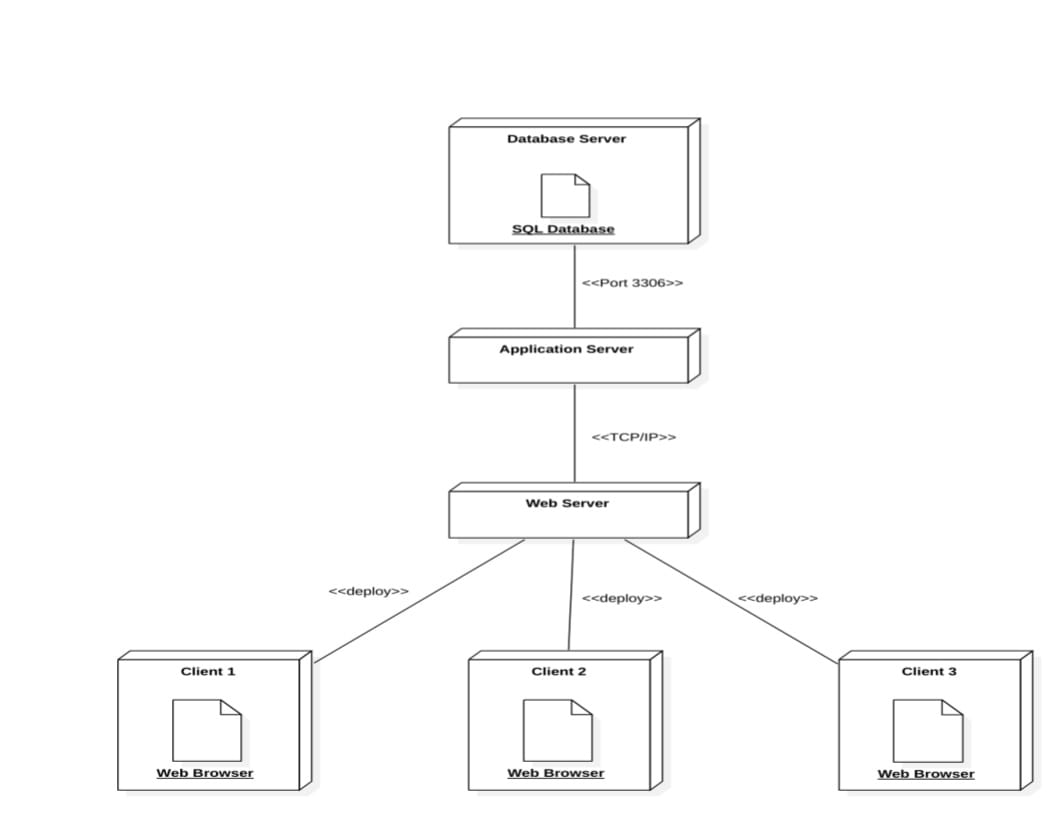 Database Server
SQL Database
<<Port 3306>>
Application Server
<<TCP/IP>>
Web Server
<<deploy>>
<<deploy>>
<<deploy>>
Client 1
Client 2
Client 3
Web Browser
Web Browser
Web Browser